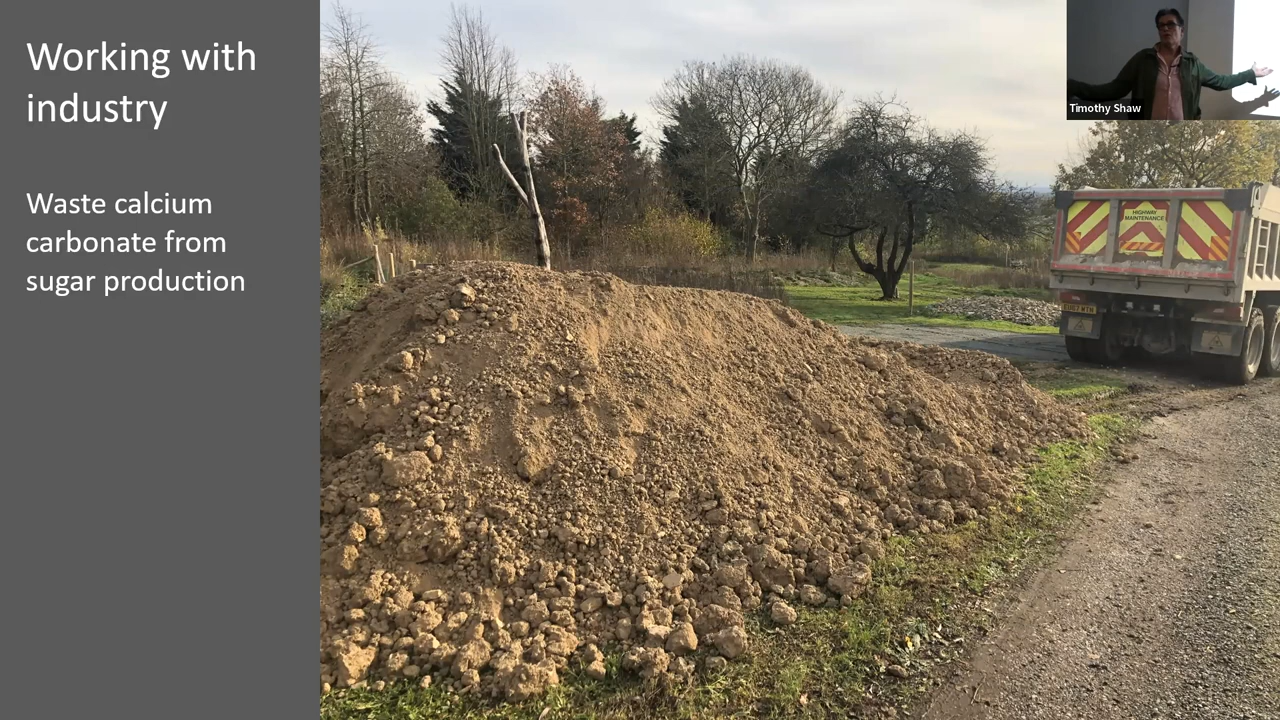 Working with
industry
Waste calcium
carbonate from
sugar production
Timothy Shaw
HIGHWAY
MAINTENANCE